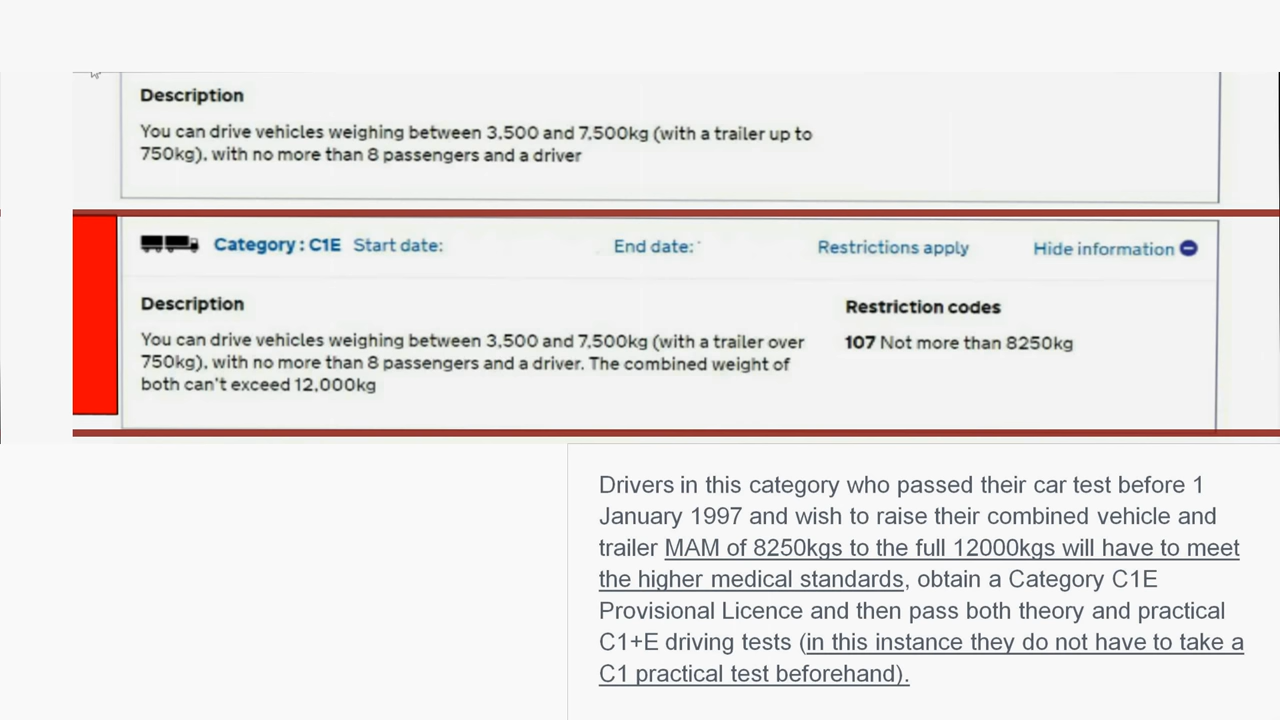 Description
You can drive vehicles weighing between 3,500 and 7,500kg (with a trailer up to
750kg), with no more than 8 passengers and a driver
Category : C1E Start date: End date: Restrictions apply Hide information
Description
You can drive vehicles weighing between 3,500 and 7,500kg (with a trailer over
750kg), with no more than 8 passengers and a driver. The combined weight of
both can't exceed 12,000kg
Restriction codes
107 Not more than 8250kg
Drivers in this category who passed their car test before 1
January 1997 and wish to raise their combined vehicle and
trailer MAM of 8250kgs to the full 12000kgs will have to meet
the higher medical standards, obtain a Category C1E
Provisional Licence and then pass both theory and practical
C1+E driving tests (in this instance they do not have to take a
C1 practical test beforehand).